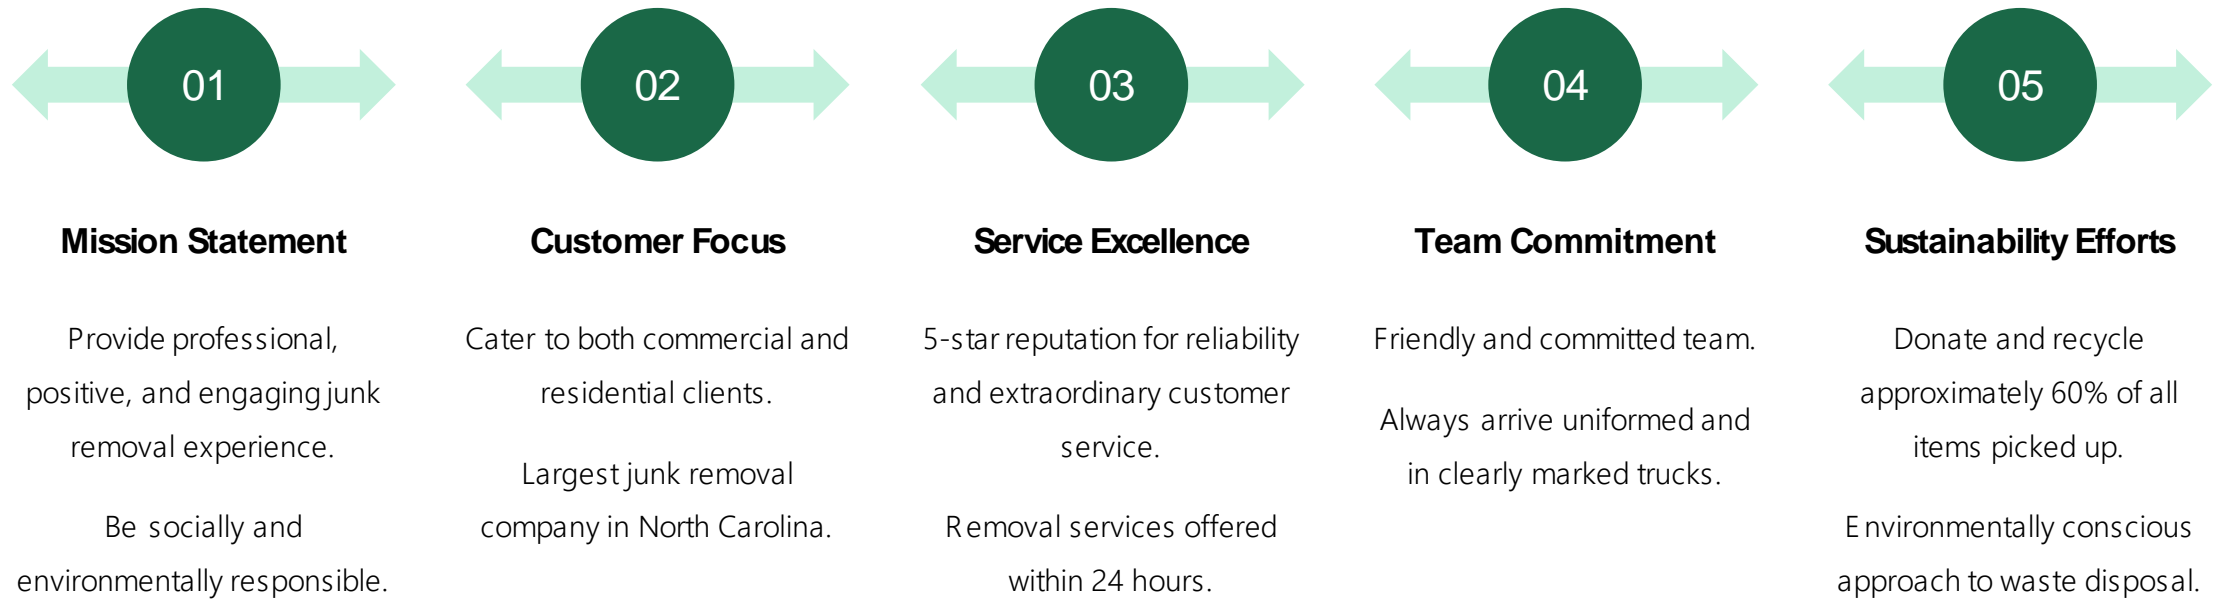 01
Mission Statement
Provide professional,
positive, and engaging junk
removal experience.
Be socially and
environmentally responsible.
02
Customer Focus
Cater to both commercial and
residential clients.
Largest junk removal
company in North Carolina.
03
Service Excellence
5-star reputation for reliability
and extraordinary customer
service.
Removal services offered
within 24 hours.
04
Team Commitment
Friendly and committed team.
Always arrive uniformed and
in clearly marked trucks.
05
Sustainability Efforts
Donate and recycle
approximately 60% of all
items picked up.
Environmentally conscious
approach to waste disposal.